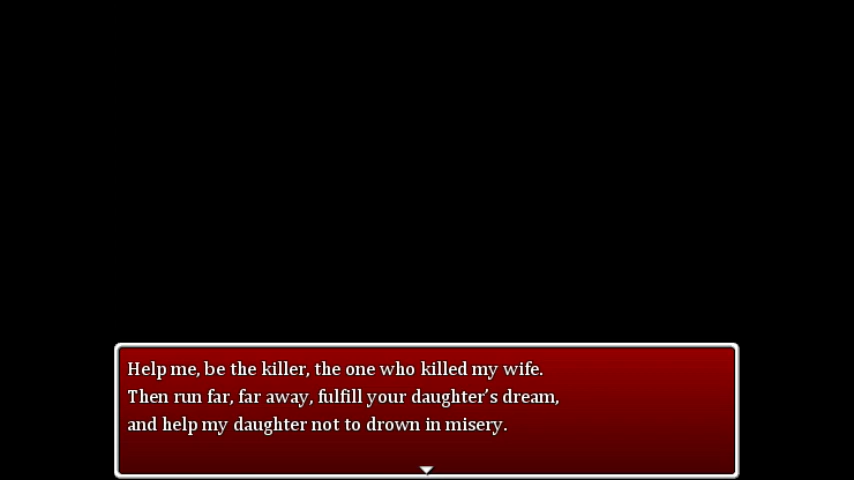 Help me, be the killer, the one who killed my wife.
Then run far, far away, fulfill your daughter’s dream,
and help my daughter not to drown in misery.